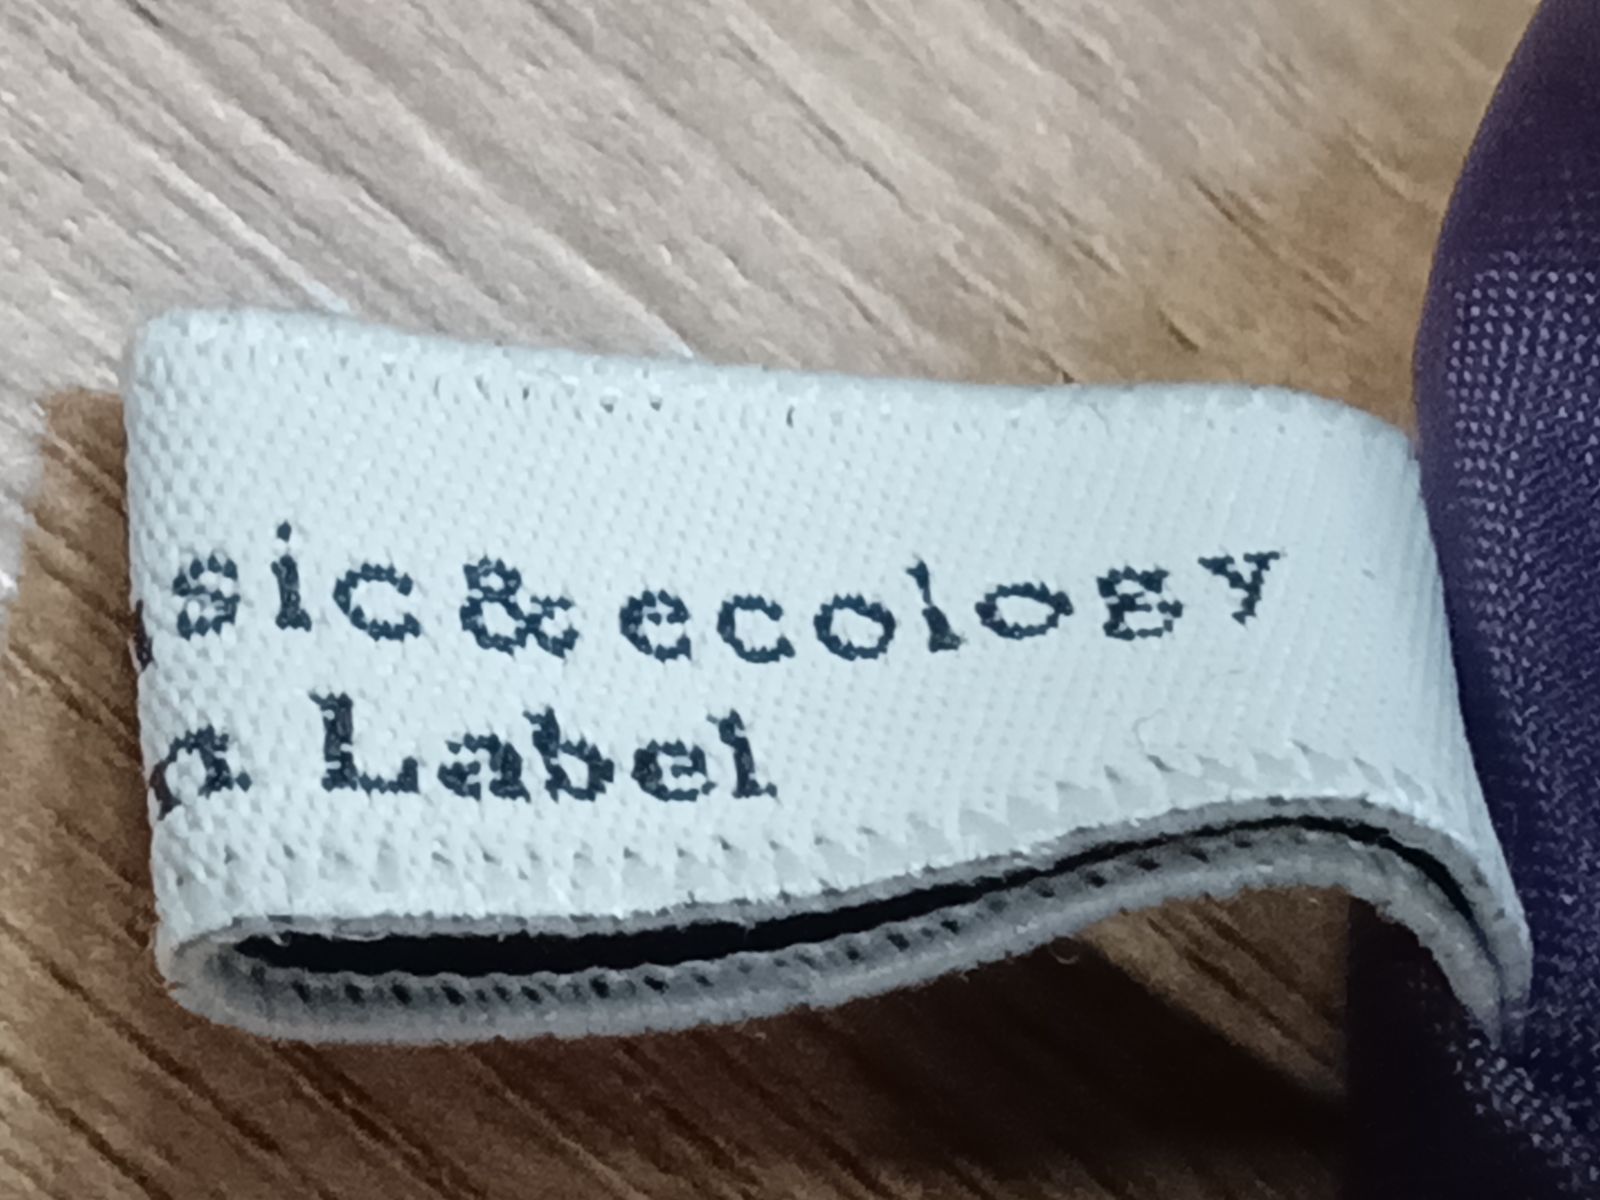 sic & ecology
n Label